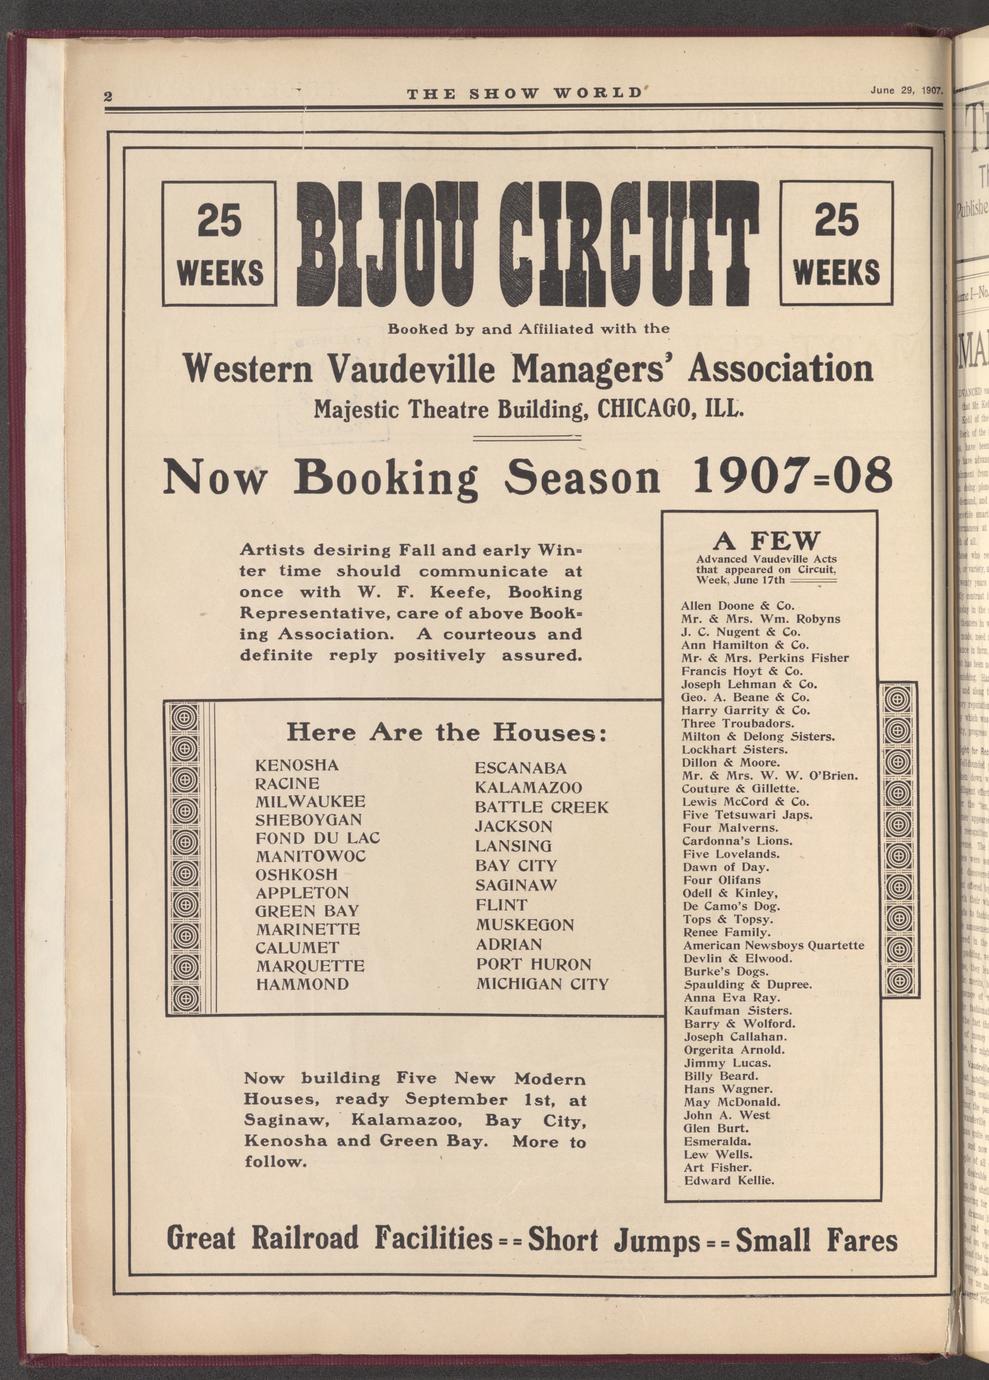 2
THE SHOW WORLD
June 29, 1907.
25
WEEKS
BIJOU CIRCUIT
25
WEEKS
Booked by and Affiliated with the
Western Vaudeville Managers' Association
Majestic Theatre Building, CHICAGO, ILL.
Now Booking Season 1907=08
Artists desiring Fall and early Win=
ter time should communicate at
once with W. F. Keefe, Booking
Representative, care of above Book=
ing Association. A courteous and
definite reply positively assured.
Here Are the Houses:
KENOSHA
RACINE
MILWAUKEE
SHEBOYGAN
FOND DU LAC
MANITOWOC
OSHKOSH
APPLETON
GREEN BAY
MARINETTE
CALUMET
MARQUETTE
HAMMOND
ESCANABA
KALAMAZOO
BATTLE CREEK
JACKSON
LANSING
BAY CITY
SAGINAW
FLINT
MUSKEGON
ADRIAN
PORT HURON
MICHIGAN CITY
Now building Five New Modern
Houses, ready September 1st, at
Saginaw, Kalamazoo, Bay City,
Kenosha and Green Bay. More to
follow.
A FEW
Advanced Vaudeville Acts
that appeared on Circuit,
Week, June 17th
Allen Doone & Co.
Mr. & Mrs. Wm. Robyns
J. C. Nugent & Co.
Ann Hamilton & Co.
Mr. & Mrs. Perkins Fisher
Francis Hoyt & Co.
Joseph Lehman & Co.
Geo. A. Beane & Co.
Harry Garrity & Co.
Three Troubadors.
Milton & Delong Sisters.
Lockhart Sisters.
Dillon & Moore.
Mr. & Mrs. W. W. O'Brien.
Couture & Gillette.
Lewis McCord & Co.
Five Tetsuwari Japs.
Four Malverns.
Cardonna's Lions.
Five Lovelands.
Dawn of Day.
Four Olifans
Odell & Kinley,
De Camo's Dog.
Tops & Topsy.
Renee Family.
American Newsboys Quartette
Devlin & Elwood.
Burke's Dogs.
Spaulding & Dupree.
Anna Eva Ray.
Kaufman Sisters.
Barry & Wolford.
Joseph Callahan.
Orgerita Arnold.
Jimmy Lucas.
Billy Beard.
Hans Wagner.
May McDonald.
John A. West
Glen Burt.
Esmeralda.
Lew Wells.
Art Fisher.
Edward Kellie.
Great Railroad Facilities == Short Jumps == Small Fares